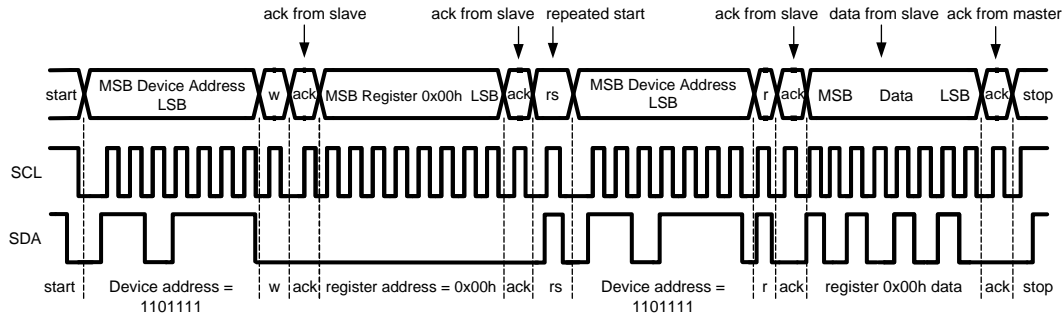 ack from slave
ack from slave
repeated start
ack from slave
data from slave
ack from master
start
MSB Device Address
LSB
w
ack
MSB Register 0x00h LSB
ack
rs
MSB Device Address
LSB
r
ack
MSB Data LSB
ack
stop
SCL
SDA
start
Device address =
1101111
w
ack
register address = 0x00h
ack
rs
Device address =
1101111
r
ack
register 0x00h data
ack
stop